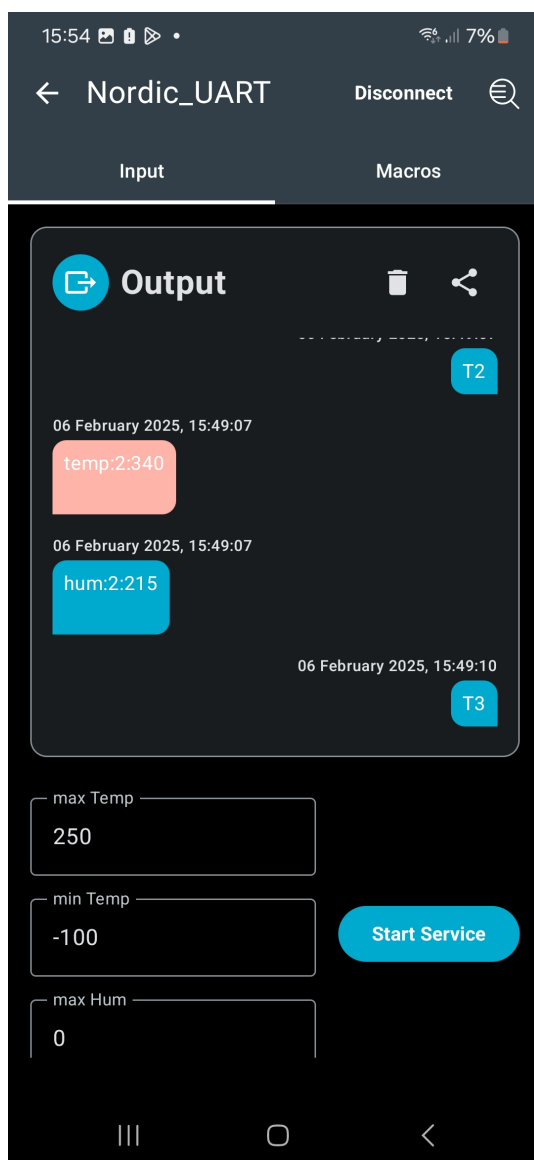 15:54
7%
Nordic_UART
Disconnect
Input
Macros
Output
T2
06 February 2025, 15:49:07
temp:2:340
06 February 2025, 15:49:07
hum:2:215
06 February 2025, 15:49:10
T3
max Temp
250
min Temp
-100
Start Service
max Hum
0